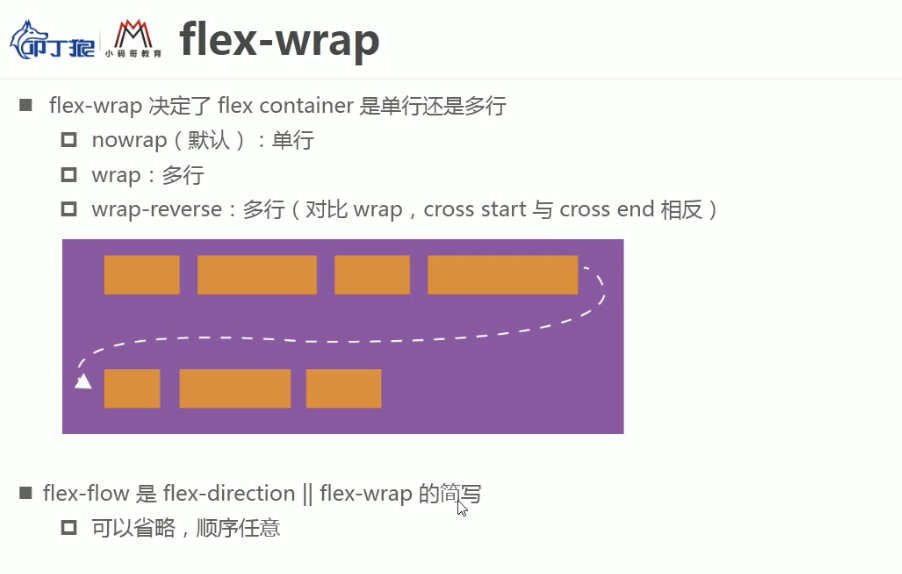 叩丁狼 小码哥教育 flex-wrap
flex-wrap 决定了 flex container 是单行还是多行
nowrap（默认）：单行
wrap：多行
wrap-reverse：多行（对比 wrap，cross start 与 cross end 相反）
flex-flow 是 flex-direction || flex-wrap 的简写
可以省略，顺序任意